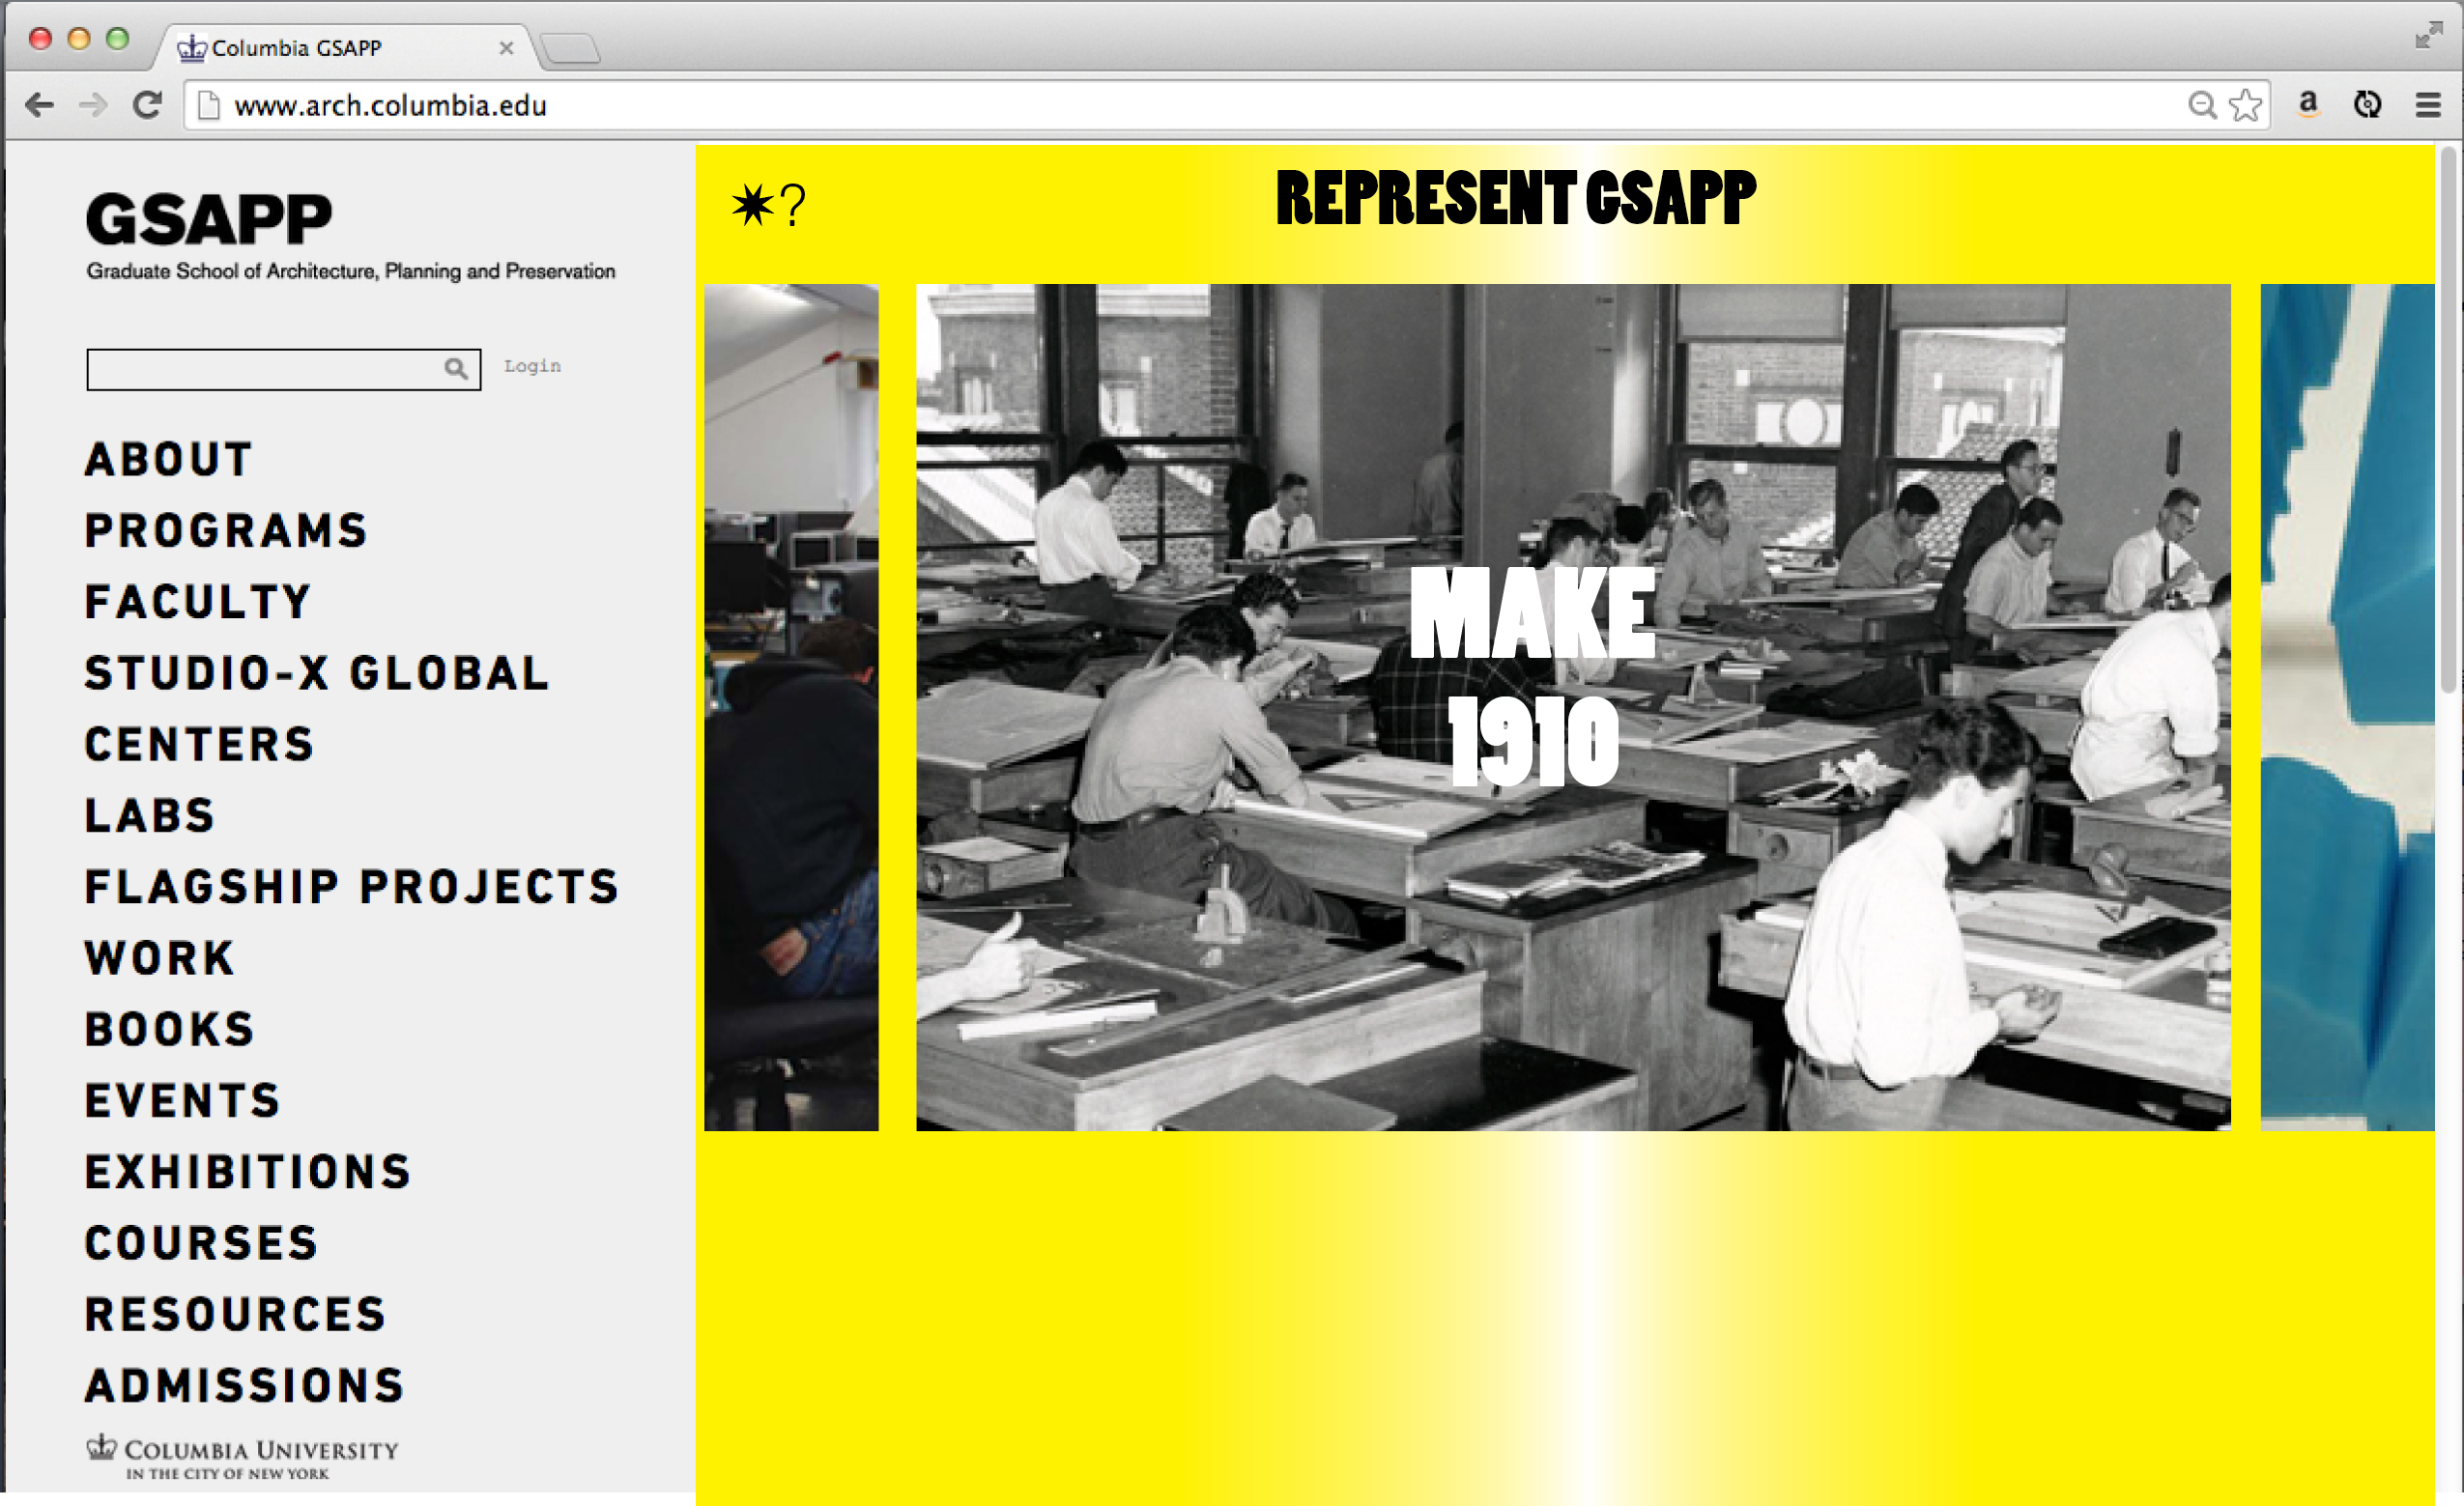 Columbia GSAPP
www.arch.columbia.edu
a
GSAPP
Graduate School of Architecture, Planning and Preservation
Login
ABOUT
PROGRAMS
FACULTY
STUDIO-X GLOBAL
CENTERS
LABS
FLAGSHIP PROJECTS
WORK
BOOKS
EVENTS
EXHIBITIONS
COURSES
RESOURCES
ADMISSIONS
COLUMBIA UNIVERSITY
IN THE CITY OF NEW YORK
✷?
REPRESENT GSAPP
MAKE
1910